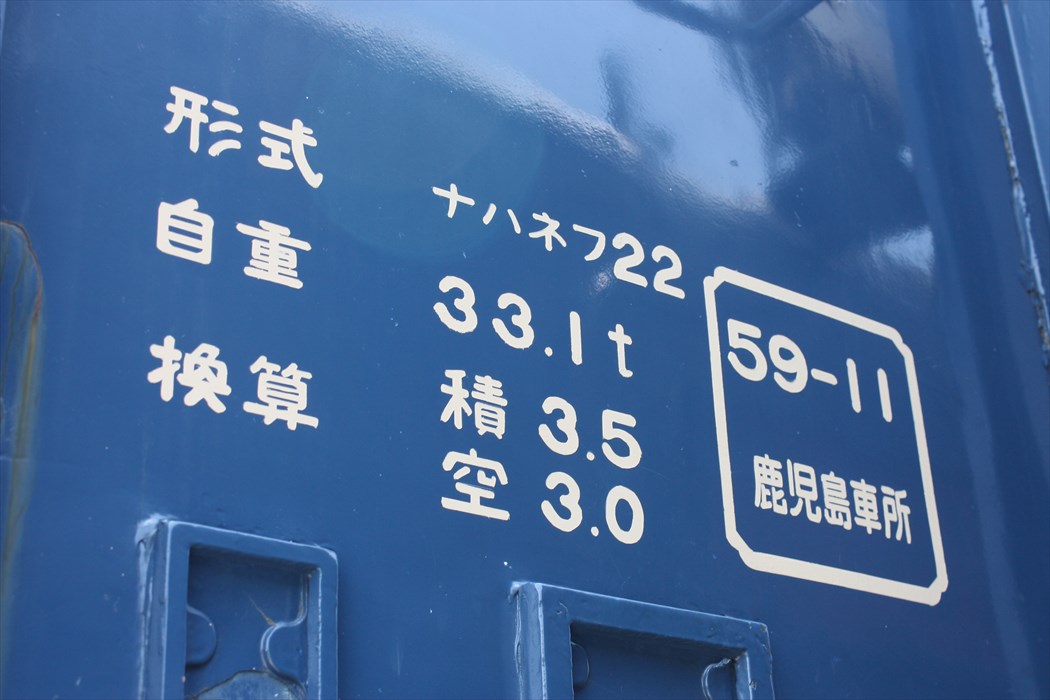 形式 ナハネフ22
自重 33.1t
換算 積 3.5
空 3.0
59-11
鹿児島車所